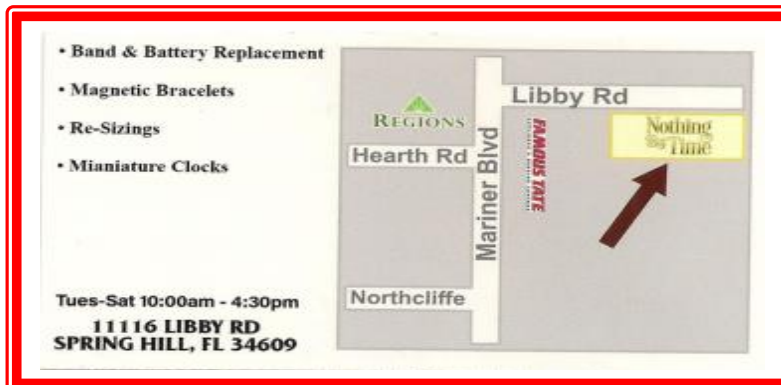 • Band & Battery Replacement
• Magnetic Bracelets
• Re-Sizings
• Mianiature Clocks
Tues-Sat 10:00am - 4:30pm
11116 LIBBY RD
SPRING HILL, FL 34609
Libby Rd
REGIONS
Hearth Rd
Mariner Blvd
FAMOUS TATE
Nothing
Time
Northcliffe